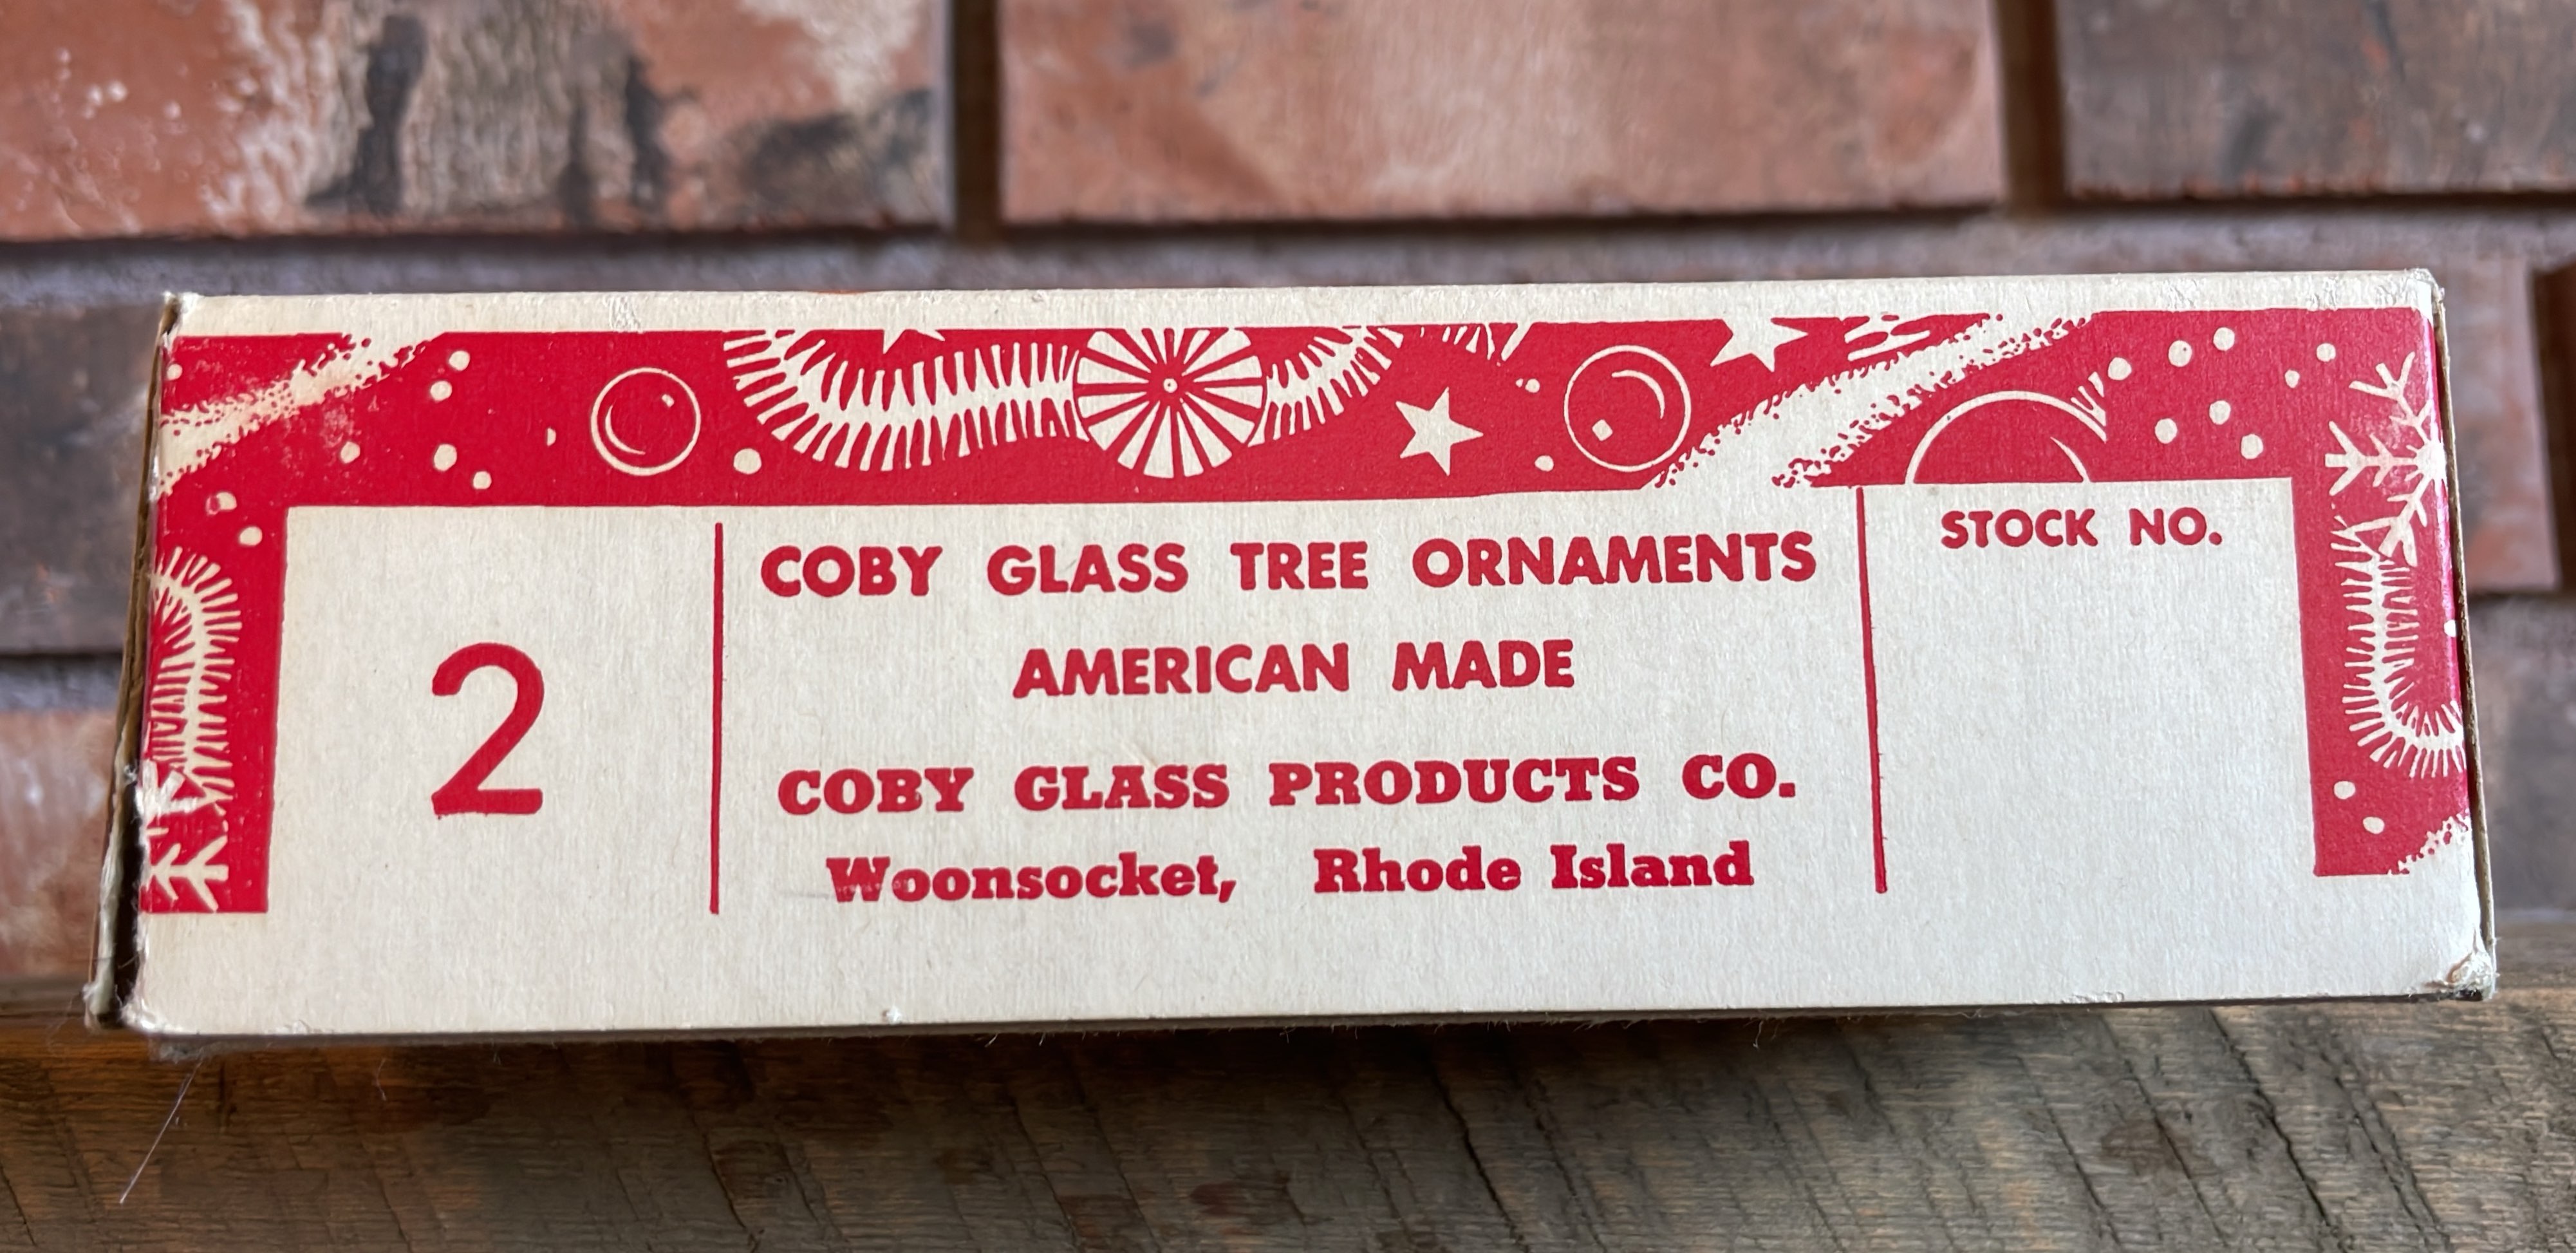 2
COBY GLASS TREE ORNAMENTS
AMERICAN MADE
COBY GLASS PRODUCTS CO.
Woonsocket, Rhode Island
STOCK NO.